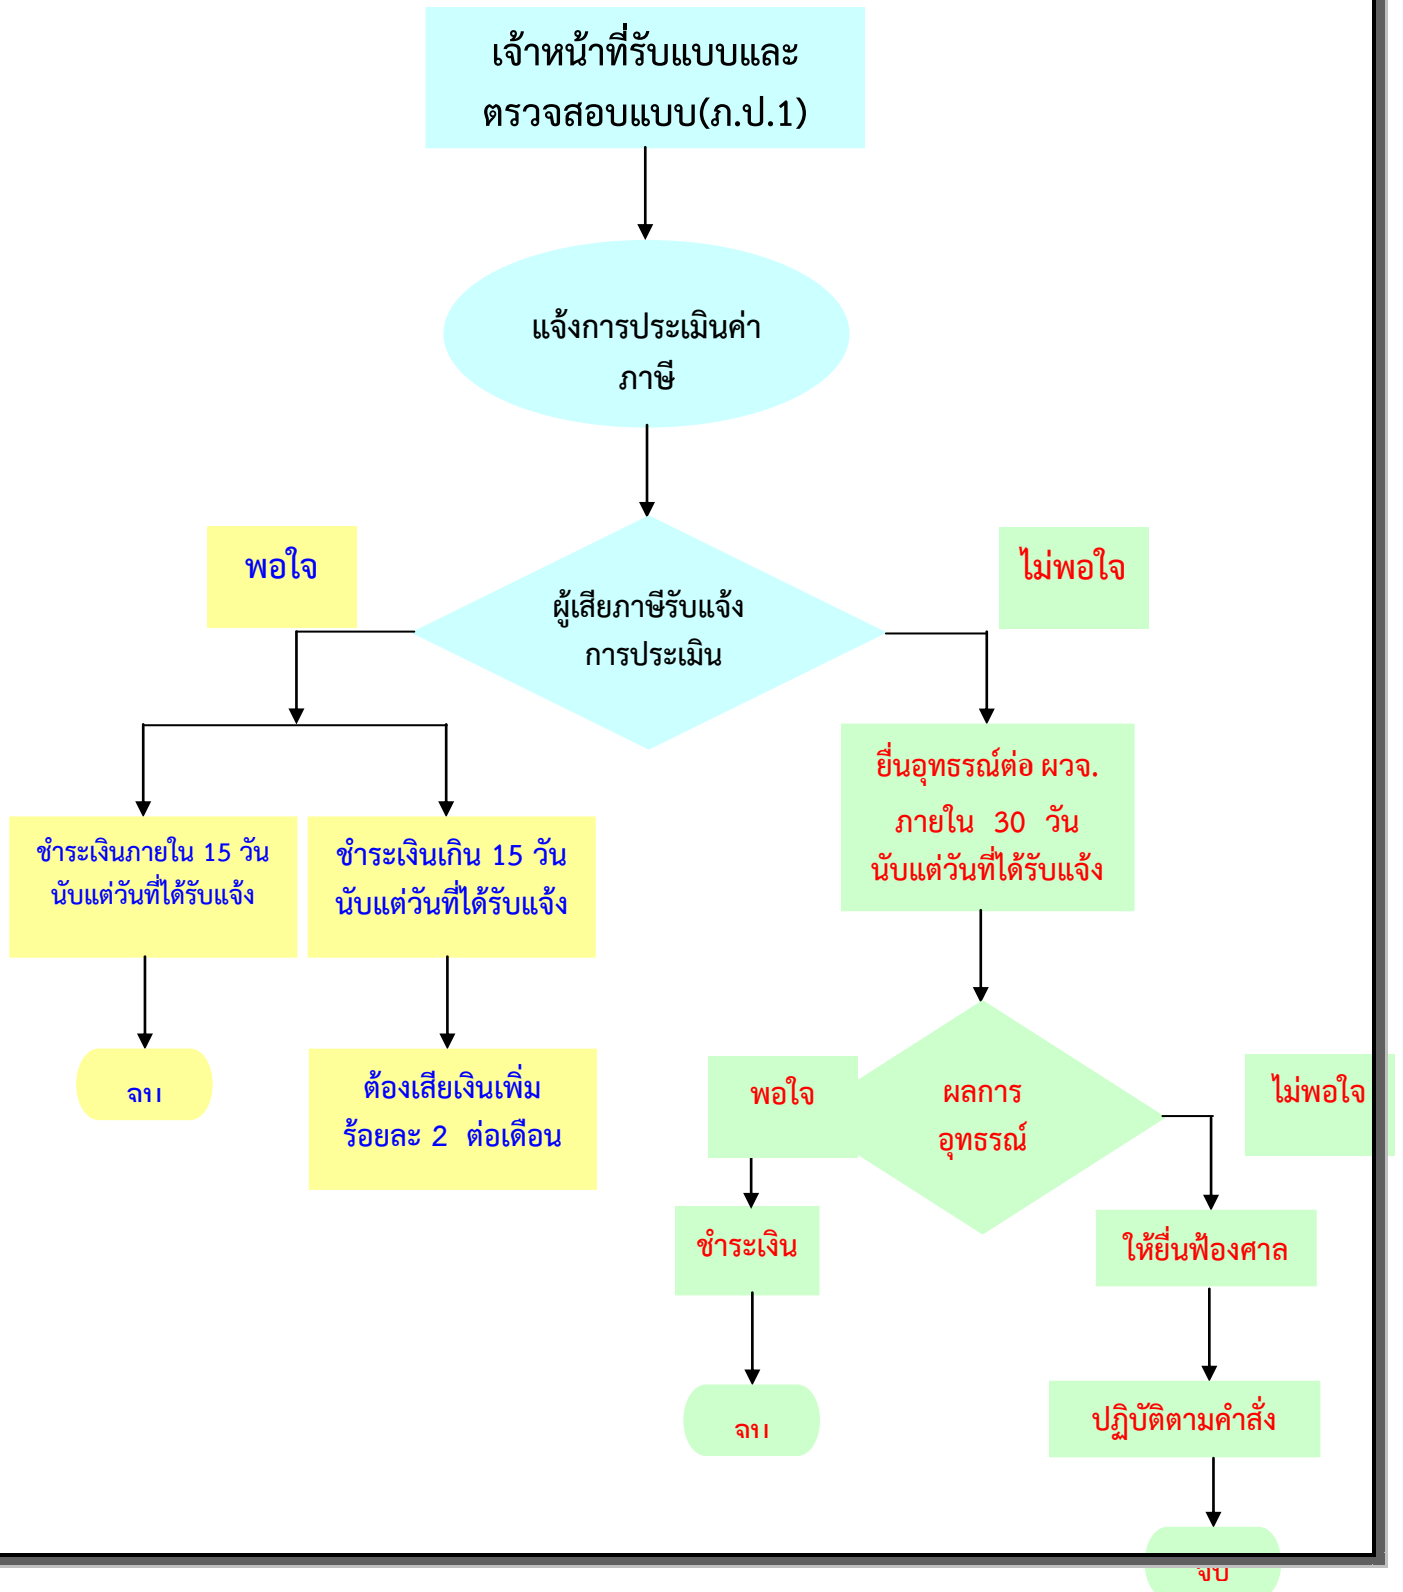 เจ้าหน้าที่รับแบบและ
ตรวจสอบแบบ(ภ.ป.1)
แจ้งการประเมินค่า
ภาษี
พอใจ
ไม่พอใจ
ผู้เสียภาษีรับแจ้ง
การประเมิน
ยื่นอุทธรณ์ต่อ ผวจ.
ภายใน 30 วัน
นับแต่วันที่ได้รับแจ้ง
ชำระเงินภายใน 15 วัน
นับแต่วันที่ได้รับแจ้ง
ชำระเงินเกิน 15 วัน
นับแต่วันที่ได้รับแจ้ง
จบ
ต้องเสียเงินเพิ่ม
ร้อยละ 2 ต่อเดือน
พอใจ
ผลการ
อุทธรณ์
ไม่พอใจ
ชำระเงิน
ให้ยื่นฟ้องศาล
จบ
ปฏิบัติตามคำสั่ง
จบ